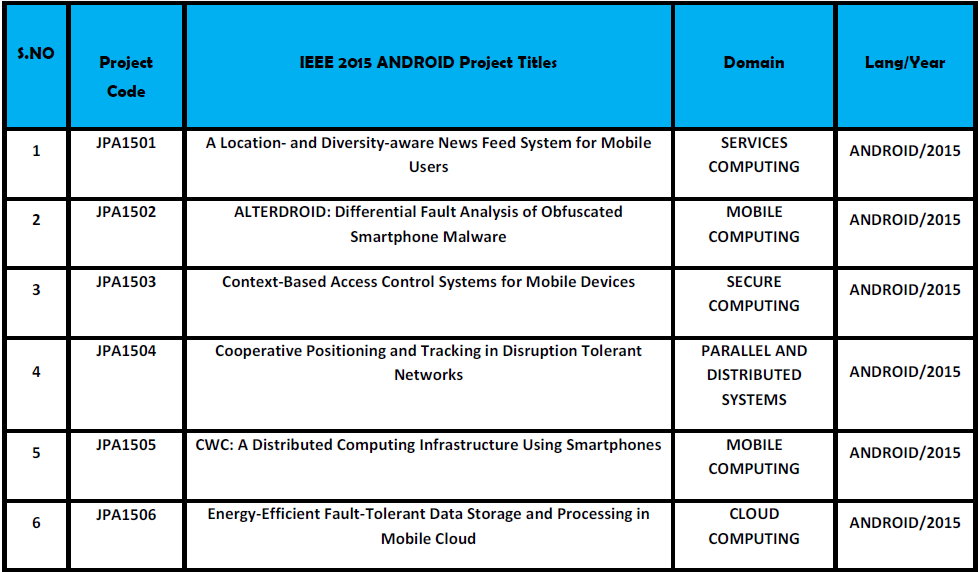 S.NO
Project
Code
IEEE 2015 ANDROID Project Titles
Domain
Lang/Year
1
JPA1501
A Location- and Diversity-aware News Feed System for Mobile
Users
SERVICES
COMPUTING
ANDROID/2015
2
JPA1502
ALTERDROID: Differential Fault Analysis of Obfuscated
Smartphone Malware
MOBILE
COMPUTING
ANDROID/2015
3
JPA1503
Context-Based Access Control Systems for Mobile Devices
SECURE
COMPUTING
ANDROID/2015
4
JPA1504
Cooperative Positioning and Tracking in Disruption Tolerant
Networks
PARALLEL AND
DISTRIBUTED
SYSTEMS
ANDROID/2015
5
JPA1505
CWC: A Distributed Computing Infrastructure Using Smartphones
MOBILE
COMPUTING
ANDROID/2015
6
JPA1506
Energy-Efficient Fault-Tolerant Data Storage and Processing in
Mobile Cloud
CLOUD
COMPUTING
ANDROID/2015